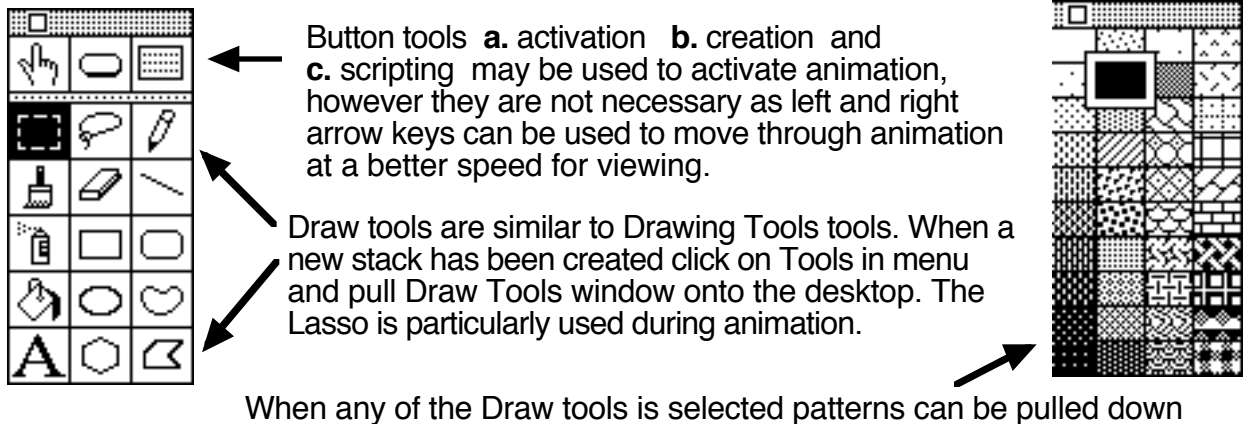 Button tools a. activation b. creation and
c. scripting may be used to activate animation,
however they are not necessary as left and right
arrow keys can be used to move through animation
at a better speed for viewing.
Draw tools are similar to Drawing Tools tools. When a
new stack has been created click on Tools in menu
and pull Draw Tools window onto the desktop. The
Lasso is particularly used during animation.
A
When any of the Draw tools is selected patterns can be pulled down